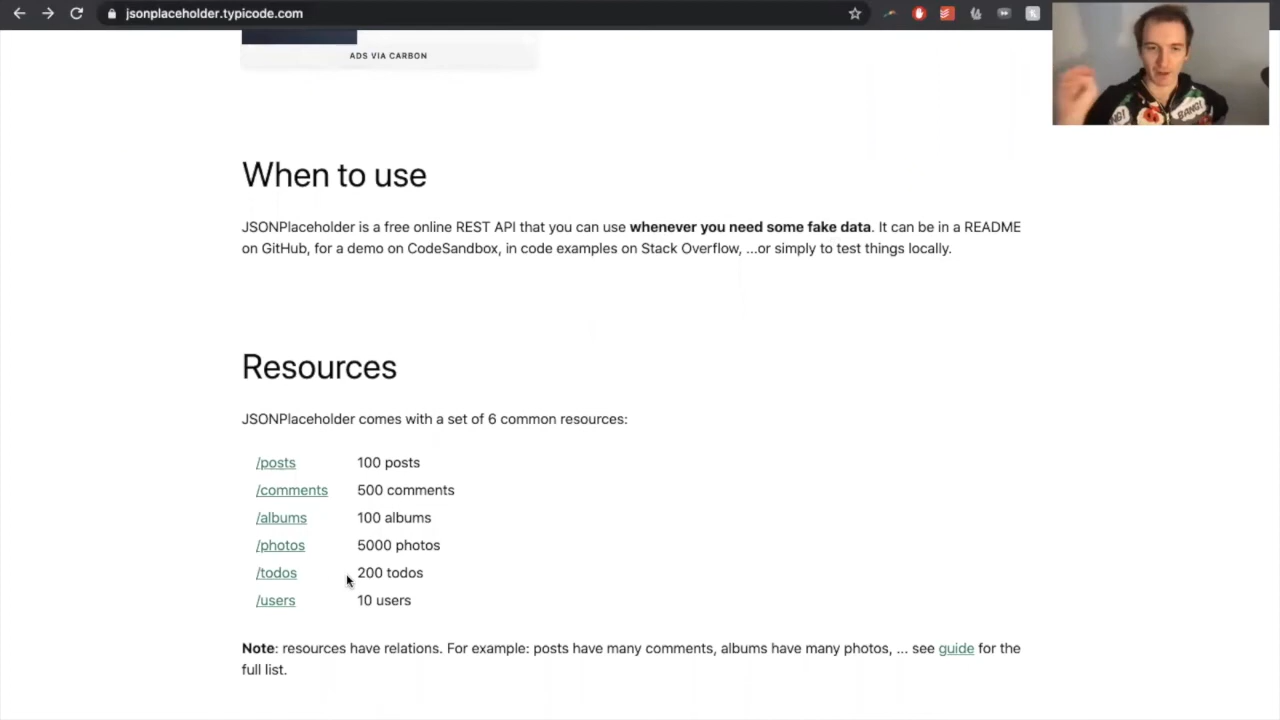 jsonplaceholder.typicode.com
ADS VIA CARBON
BANG!
When to use
JSONPlaceholder is a free online REST API that you can use whenever you need some fake data. It can be in a README
on GitHub, for a demo on CodeSandbox, in code examples on Stack Overflow, ...or simply to test things locally.
Resources
JSONPlaceholder comes with a set of 6 common resources:
/posts 100 posts
/comments 500 comments
/albums 100 albums
/photos 5000 photos
/todos 200 todos
/users 10 users
Note: resources have relations. For example: posts have many comments, albums have many photos, ... see guide for the
full list.